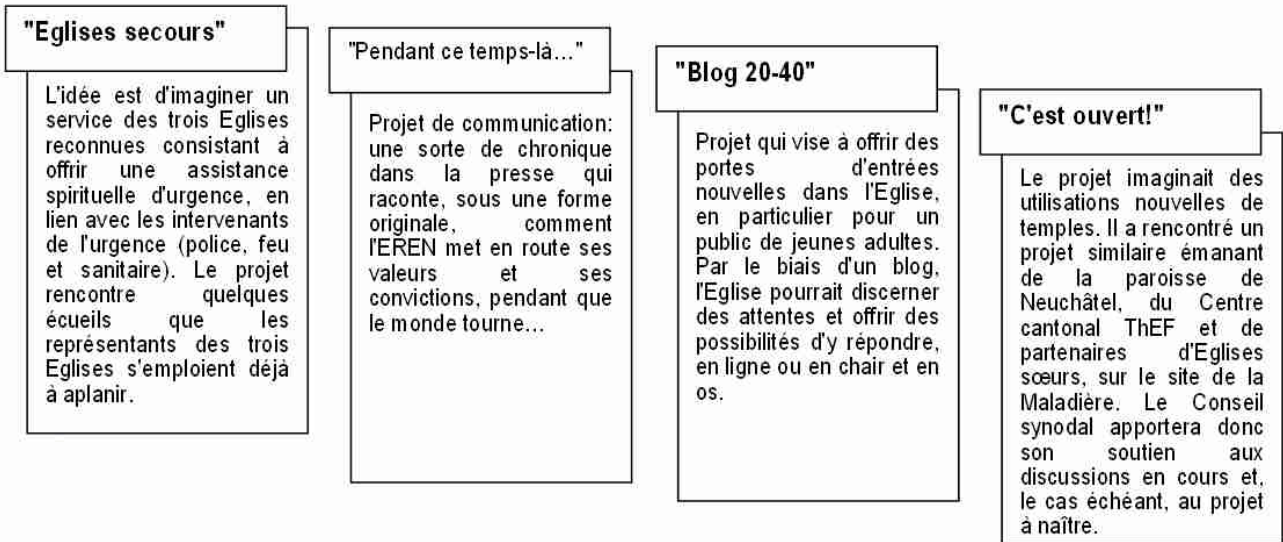 "Eglises secours"
L'idée est d'imaginer un
service des trois Eglises
reconnues consistant à
offrir une assistance
spirituelle d'urgence, en
lien avec les intervenants
de l'urgence (police, feu
et sanitaire). Le projet
rencontre quelques
écueils que les
représentants des trois
Eglises s'emploient déjà
à aplanir.
"Pendant ce temps-là..."
Projet de communication:
une sorte de chronique
dans la presse qui
raconte, sous une forme
originale, comment
l'EREN met en route ses
valeurs et ses
convictions, pendant que
le monde tourne...
"Blog 20-40"
Projet qui vise à offrir des
portes d'entrées
nouvelles dans l'Eglise,
en particulier pour un
public de jeunes adultes.
Par le biais d'un blog,
l'Eglise pourrait discerner
des attentes et offrir des
possibilités d'y répondre,
en ligne ou en chair et en
os.
"C'est ouvert!"
Le projet imaginait des
utilisations nouvelles de
temples. Il a rencontré un
projet similaire émanant
de la paroisse de
Neuchâtel, du Centre
cantonal ThEF et de
partenaires d'Eglises
sœurs, sur le site de la
Maladière. Le Conseil
synodal apportera donc
son soutien aux
discussions en cours et,
le cas échéant, au projet
à naître.